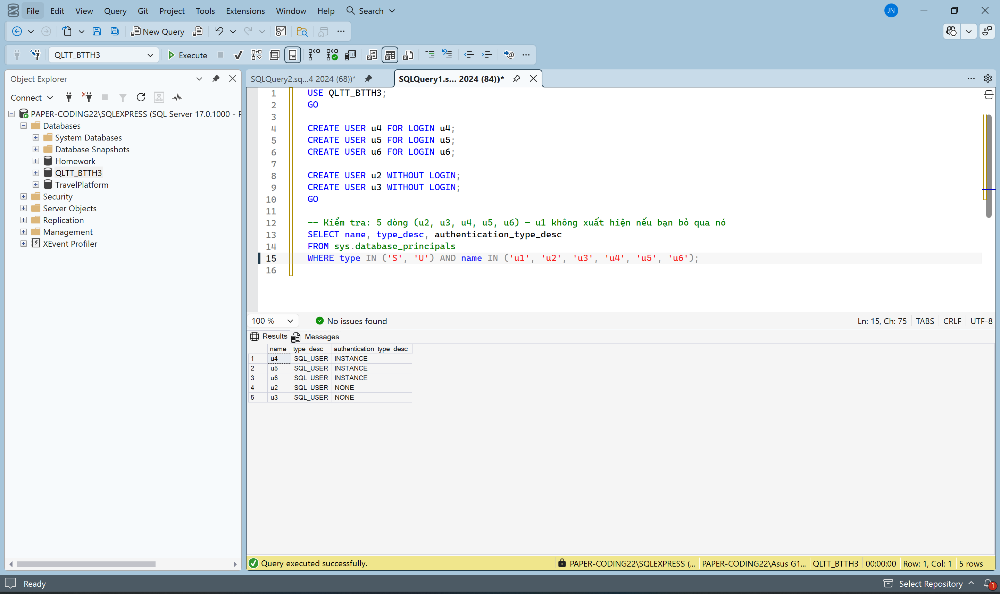 File Edit View Query Git Project Tools Extensions Window Help Search JN
New Query
QLTT_BTTH3 Execute
Object Explorer
Connect
PAPER-CODING22\SQLEXPRESS (SQL Server 17.0.1000 -
Databases
System Databases
Database Snapshots
Homework
QLTT_BTTH3
TravelPlatform
Security
Server Objects
Replication
Management
XEvent Profiler
SQLQuery2.sq...4 2024 (68))* SQLQuery1.s... 2024 (84))*
1 USE QLTT_BTTH3;
2 GO
3
4 CREATE USER u4 FOR LOGIN u4;
5 CREATE USER u5 FOR LOGIN u5;
6 CREATE USER u6 FOR LOGIN u6;
7
8 CREATE USER u2 WITHOUT LOGIN;
9 CREATE USER u3 WITHOUT LOGIN;
10 GO
11
12 -- Kiểm tra: 5 dòng (u2, u3, u4, u5, u6) — u1 không xuất hiện nếu bạn bỏ qua nó
13 SELECT name, type_desc, authentication_type_desc
14 FROM sys.database_principals
15 WHERE type IN ('S', 'U') AND name IN ('u1', 'u2', 'u3', 'u4', 'u5', 'u6');
16
100 % No issues found Ln: 15, Ch: 75 TABS CRLF UTF-8
Results Messages
name type_desc authentication_type_desc
1 u4 SQL_USER INSTANCE
2 u5 SQL_USER INSTANCE
3 u6 SQL_USER INSTANCE
4 u2 SQL_USER NONE
5 u3 SQL_USER NONE
Query executed successfully. PAPER-CODING22\SQLEXPRESS (... PAPER-CODING22\Asus G1... QLTT_BTTH3 00:00:00 Row: 1, Col: 1 5 rows
Ready Select Repository 1